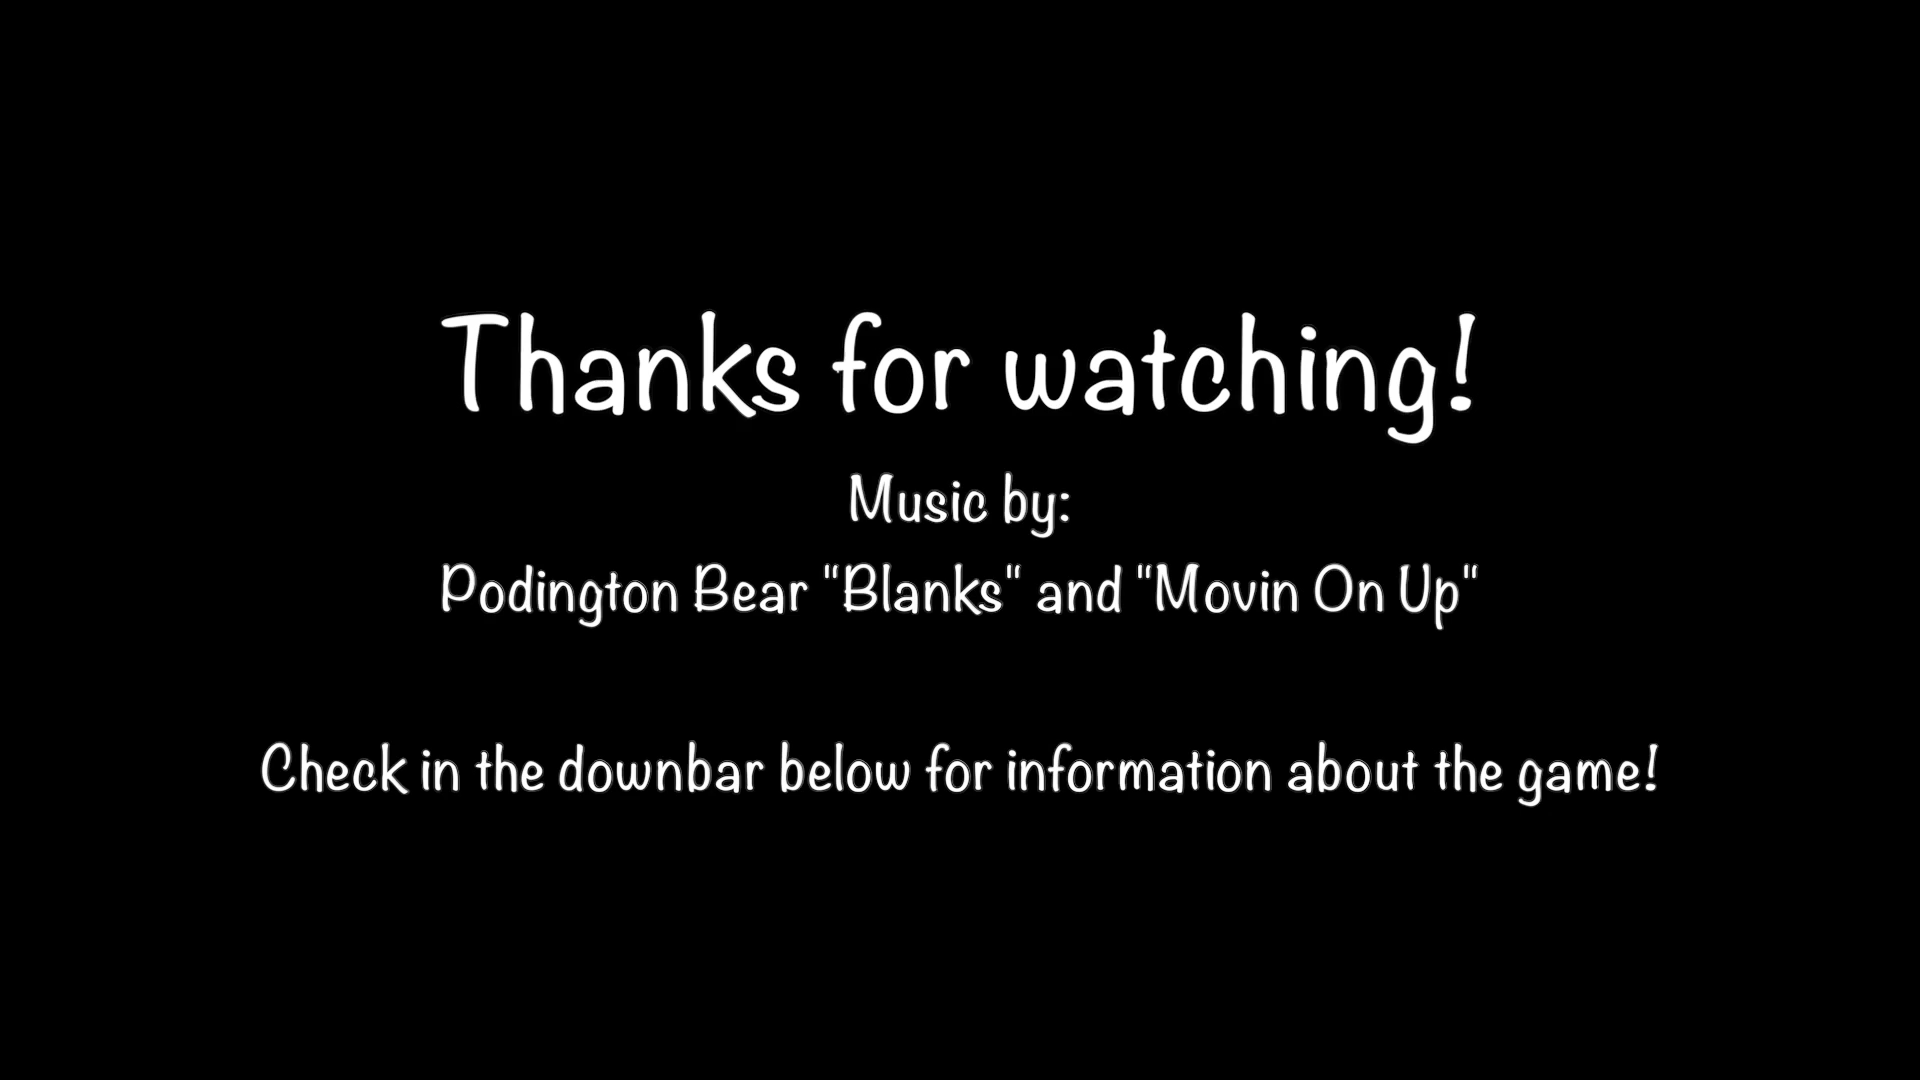 Thanks for watching!
Music by:
Podington Bear "Blanks" and "Movin On Up"
Check in the downbar below for information about the game!